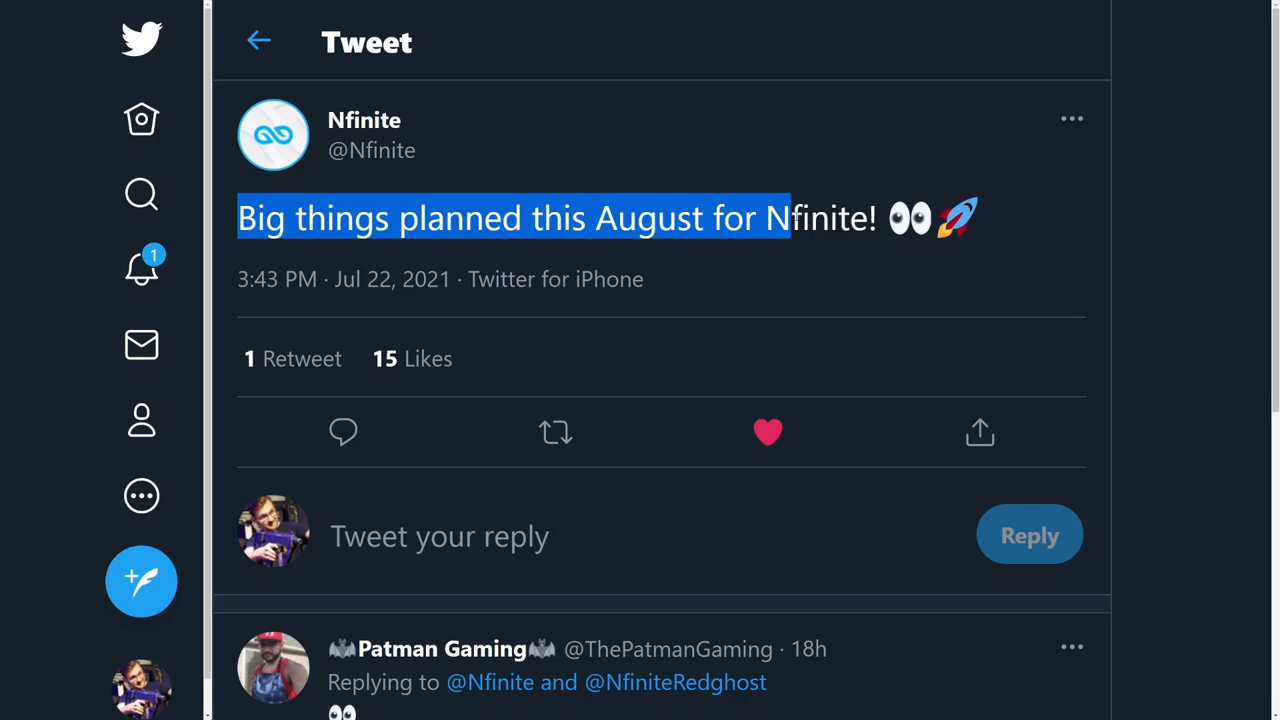 Tweet
Nfinite
@Nfinite
Big things planned this August for Nfinite! 👀🚀
3:43 PM · Jul 22, 2021 · Twitter for iPhone
1 Retweet 15 Likes
1
Tweet your reply
Reply
🦇Patman Gaming🦇 @ThePatmanGaming · 18h
Replying to @Nfinite and @NfiniteRedghost
👀